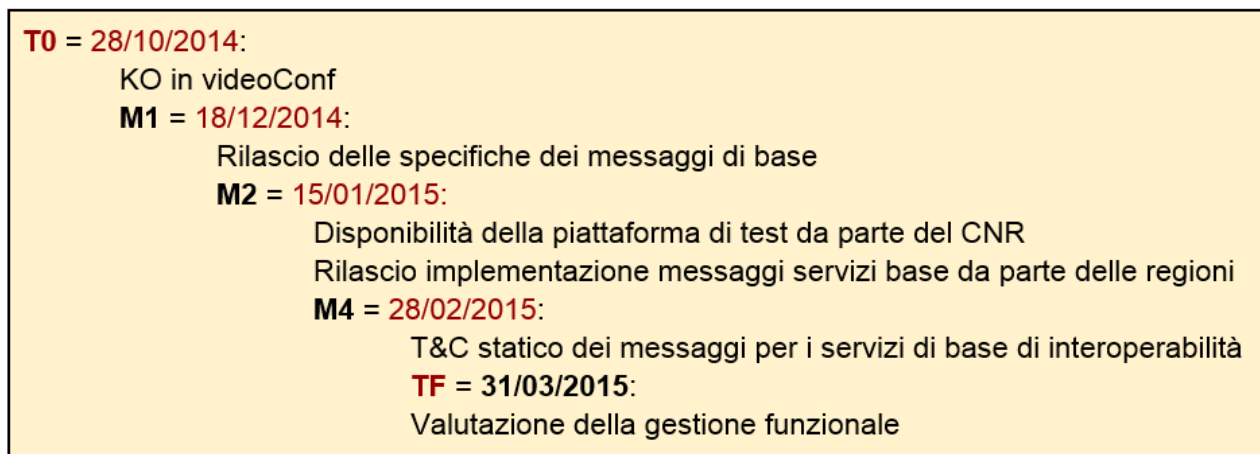 T0 = 28/10/2014:
KO in videoConf
M1 = 18/12/2014:
Rilascio delle specifiche dei messaggi di base
M2 = 15/01/2015:
Disponibilità della piattaforma di test da parte del CNR
Rilascio implementazione messaggi servizi base da parte delle regioni
M4 = 28/02/2015:
T&C statico dei messaggi per i servizi di base di interoperabilità
TF = 31/03/2015:
Valutazione della gestione funzionale